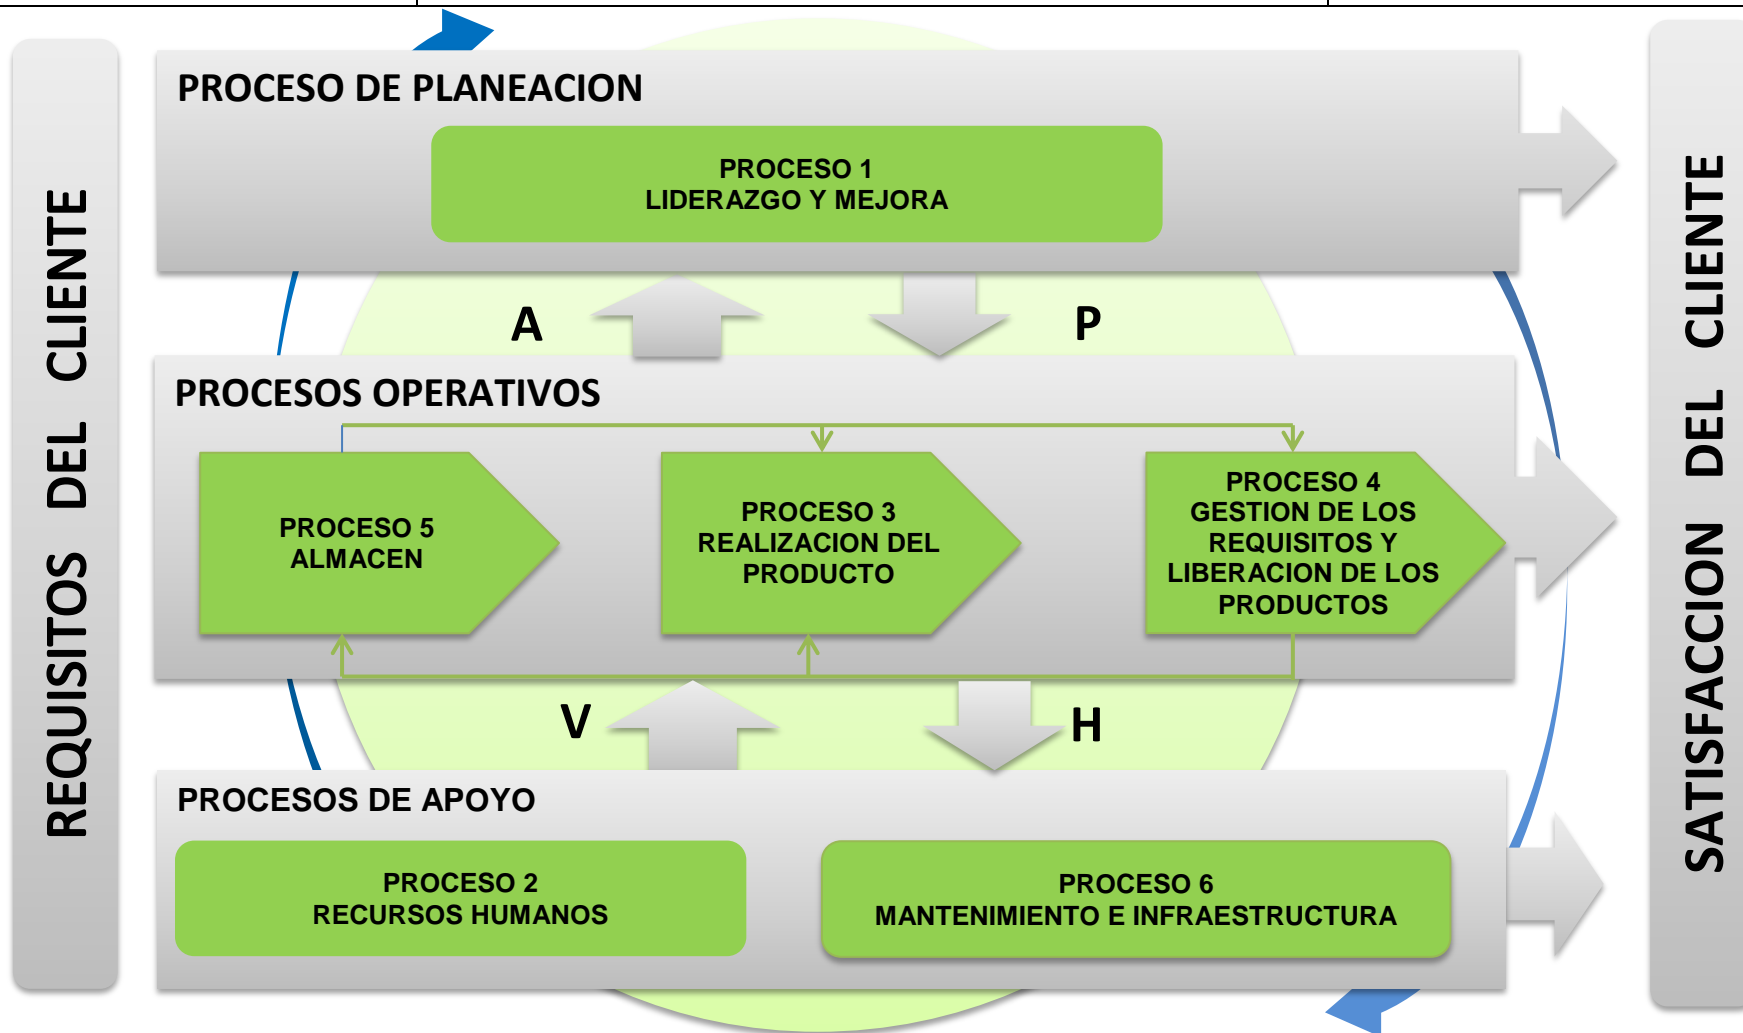 REQUISITOS DEL CLIENTE
PROCESO DE PLANEACION
PROCESO 1
LIDERAZGO Y MEJORA
A
P
PROCESOS OPERATIVOS
PROCESO 5
ALMACEN
PROCESO 3
REALIZACION DEL
PRODUCTO
PROCESO 4
GESTION DE LOS
REQUISITOS Y
LIBERACION DE LOS
PRODUCTOS
V
H
PROCESOS DE APOYO
PROCESO 2
RECURSOS HUMANOS
PROCESO 6
MANTENIMIENTO E INFRAESTRUCTURA
SATISFACCION DEL CLIENTE